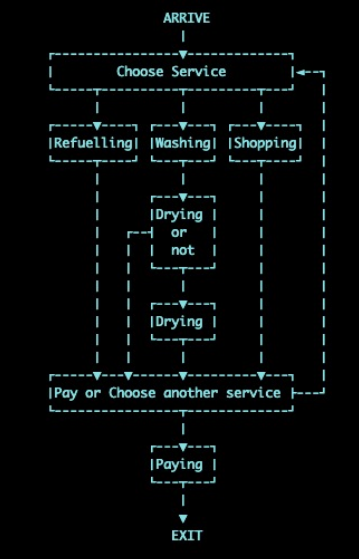 ARRIVE
Choose Service
Refuelling Washing Shopping
Drying
or
not
Drying
Pay or Choose another service
Paying
EXIT